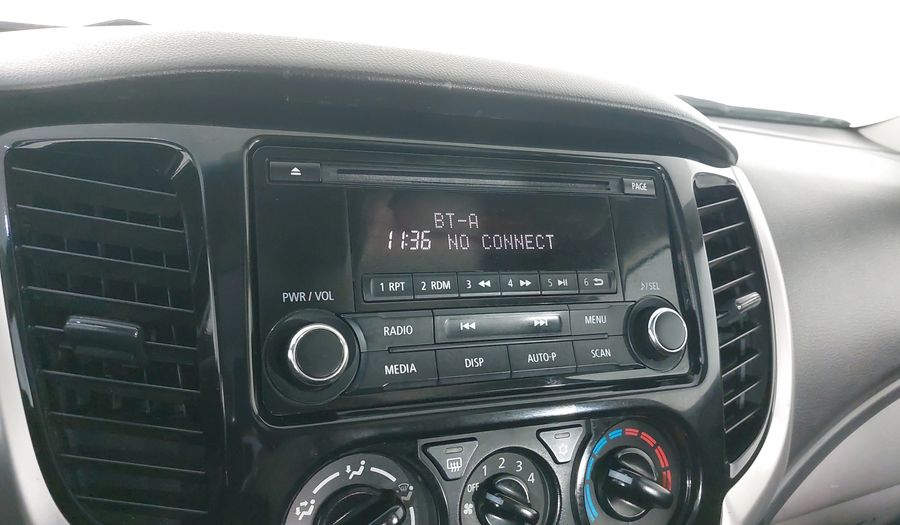 PAGE
BT-A
11:36 NO CONNECT
1 RPT 2 RDM 3 4 5 6
PWR / VOL
♪/SEL
RADIO
MENU
MEDIA
DISP
AUTO-P
SCAN
OFF 1 2 3 4